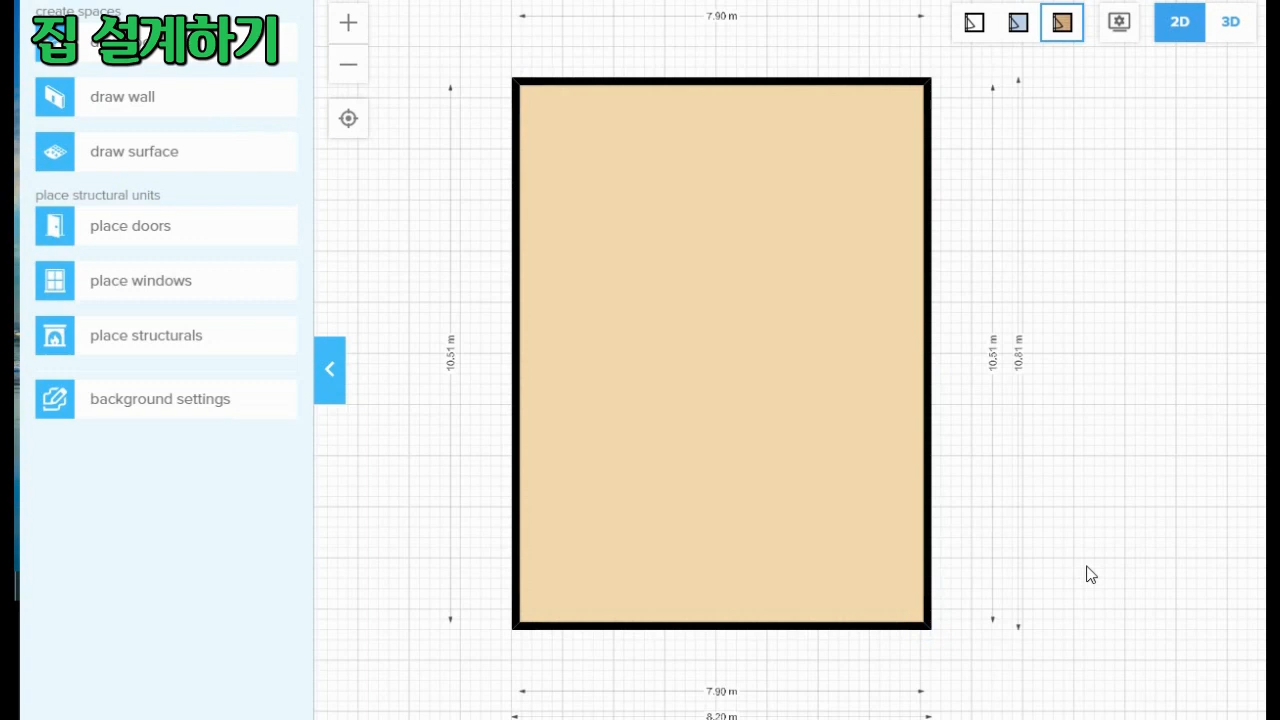 create spaces
집 설계하기
draw wall
draw surface
place structural units
place doors
place windows
place structurals
background settings
7.90 m
2D
3D
10.51 m
10.51 m
10.81 m
7.90 m
8.20 m